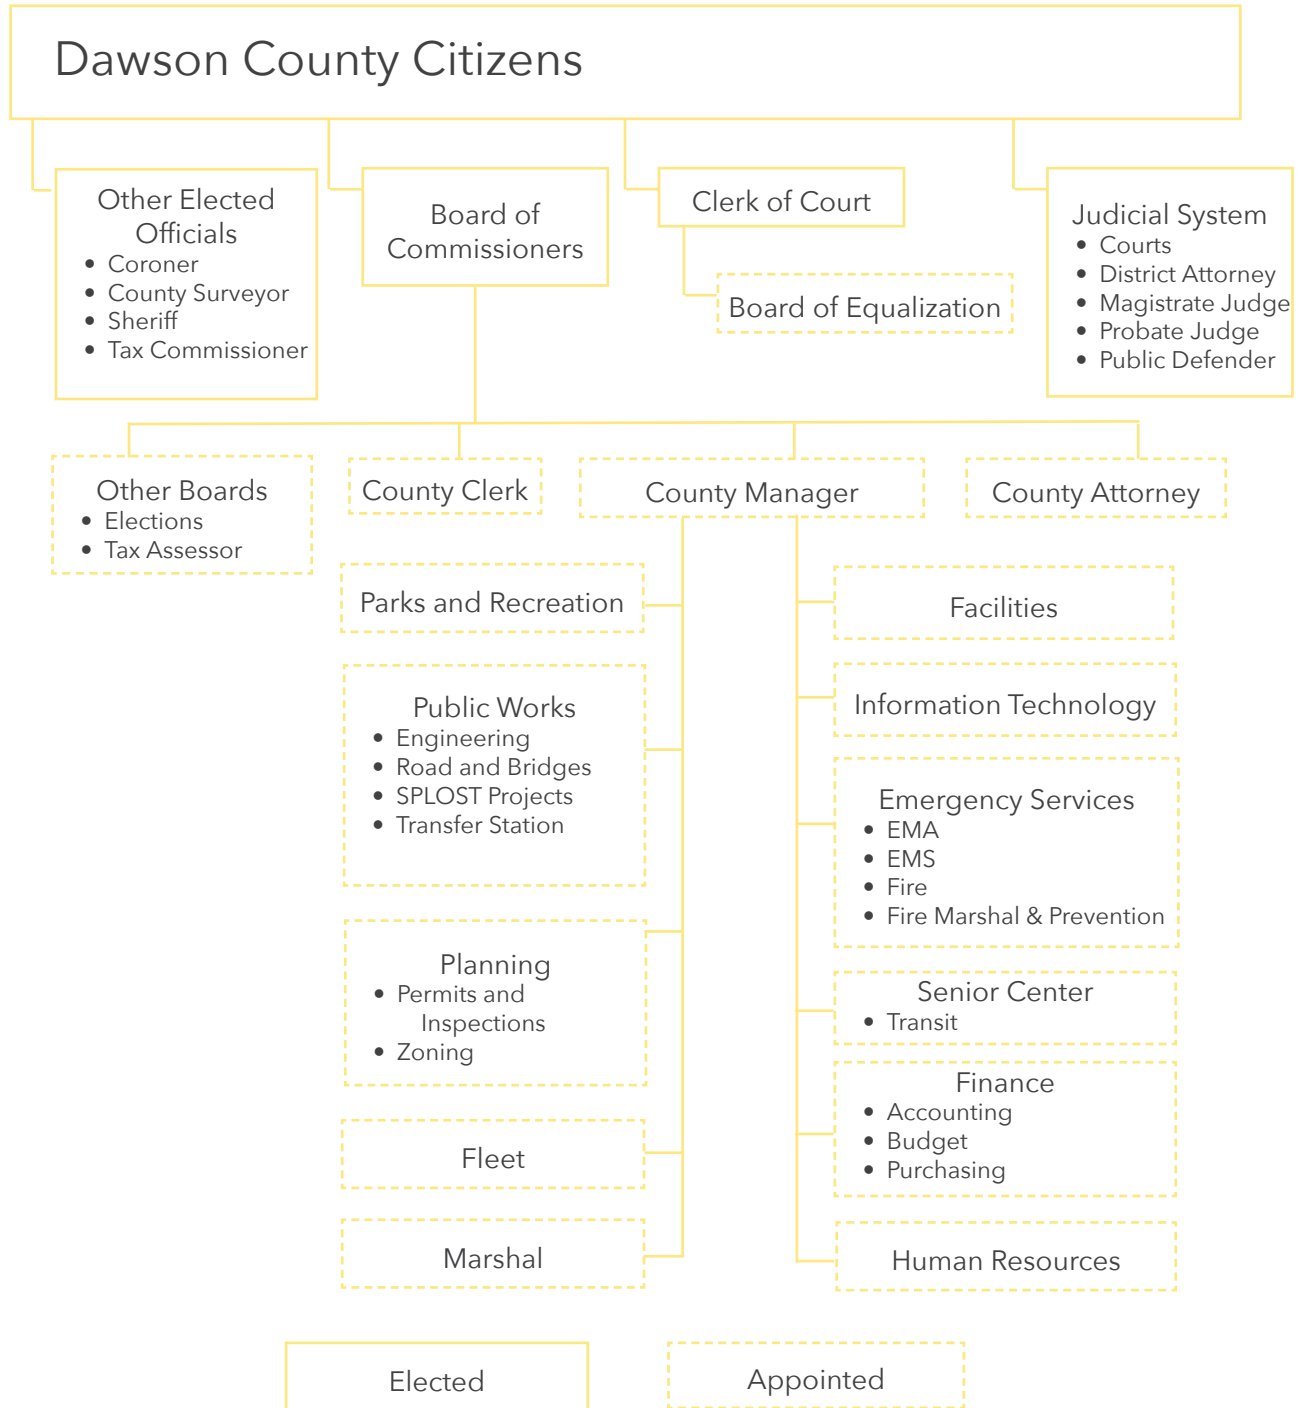 Dawson County Citizens
Other Elected
Officials
• Coroner
• County Surveyor
• Sheriff
• Tax Commissioner
Board of
Commissioners
Clerk of Court
Board of Equalization
Judicial System
• Courts
• District Attorney
• Magistrate Judge
• Probate Judge
• Public Defender
Other Boards
• Elections
• Tax Assessor
County Clerk
County Manager
County Attorney
Parks and Recreation
Public Works
• Engineering
• Road and Bridges
• SPLOST Projects
• Transfer Station
Planning
• Permits and
Inspections
• Zoning
Fleet
Marshal
Facilities
Information Technology
Emergency Services
• EMA
• EMS
• Fire
• Fire Marshal & Prevention
Senior Center
• Transit
Finance
• Accounting
• Budget
• Purchasing
Human Resources
Elected
Appointed